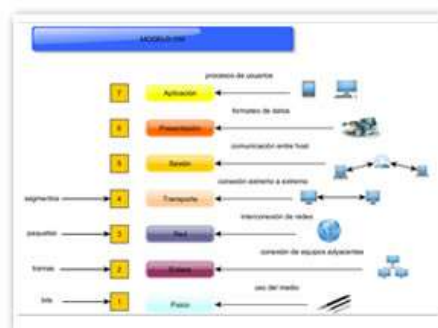 MODELO OSI
procesos de usuarios
7 Aplicación
formateo de datos
6 Presentación
comunicación entre host
5 Sesión
conexión extremo a extremo
segmentos 4 Transporte
interconexión de redes
paquetes 3 Red
conexión de equipos adyacentes
tramas 2 Enlace
uso del medio
bits 1 Físico